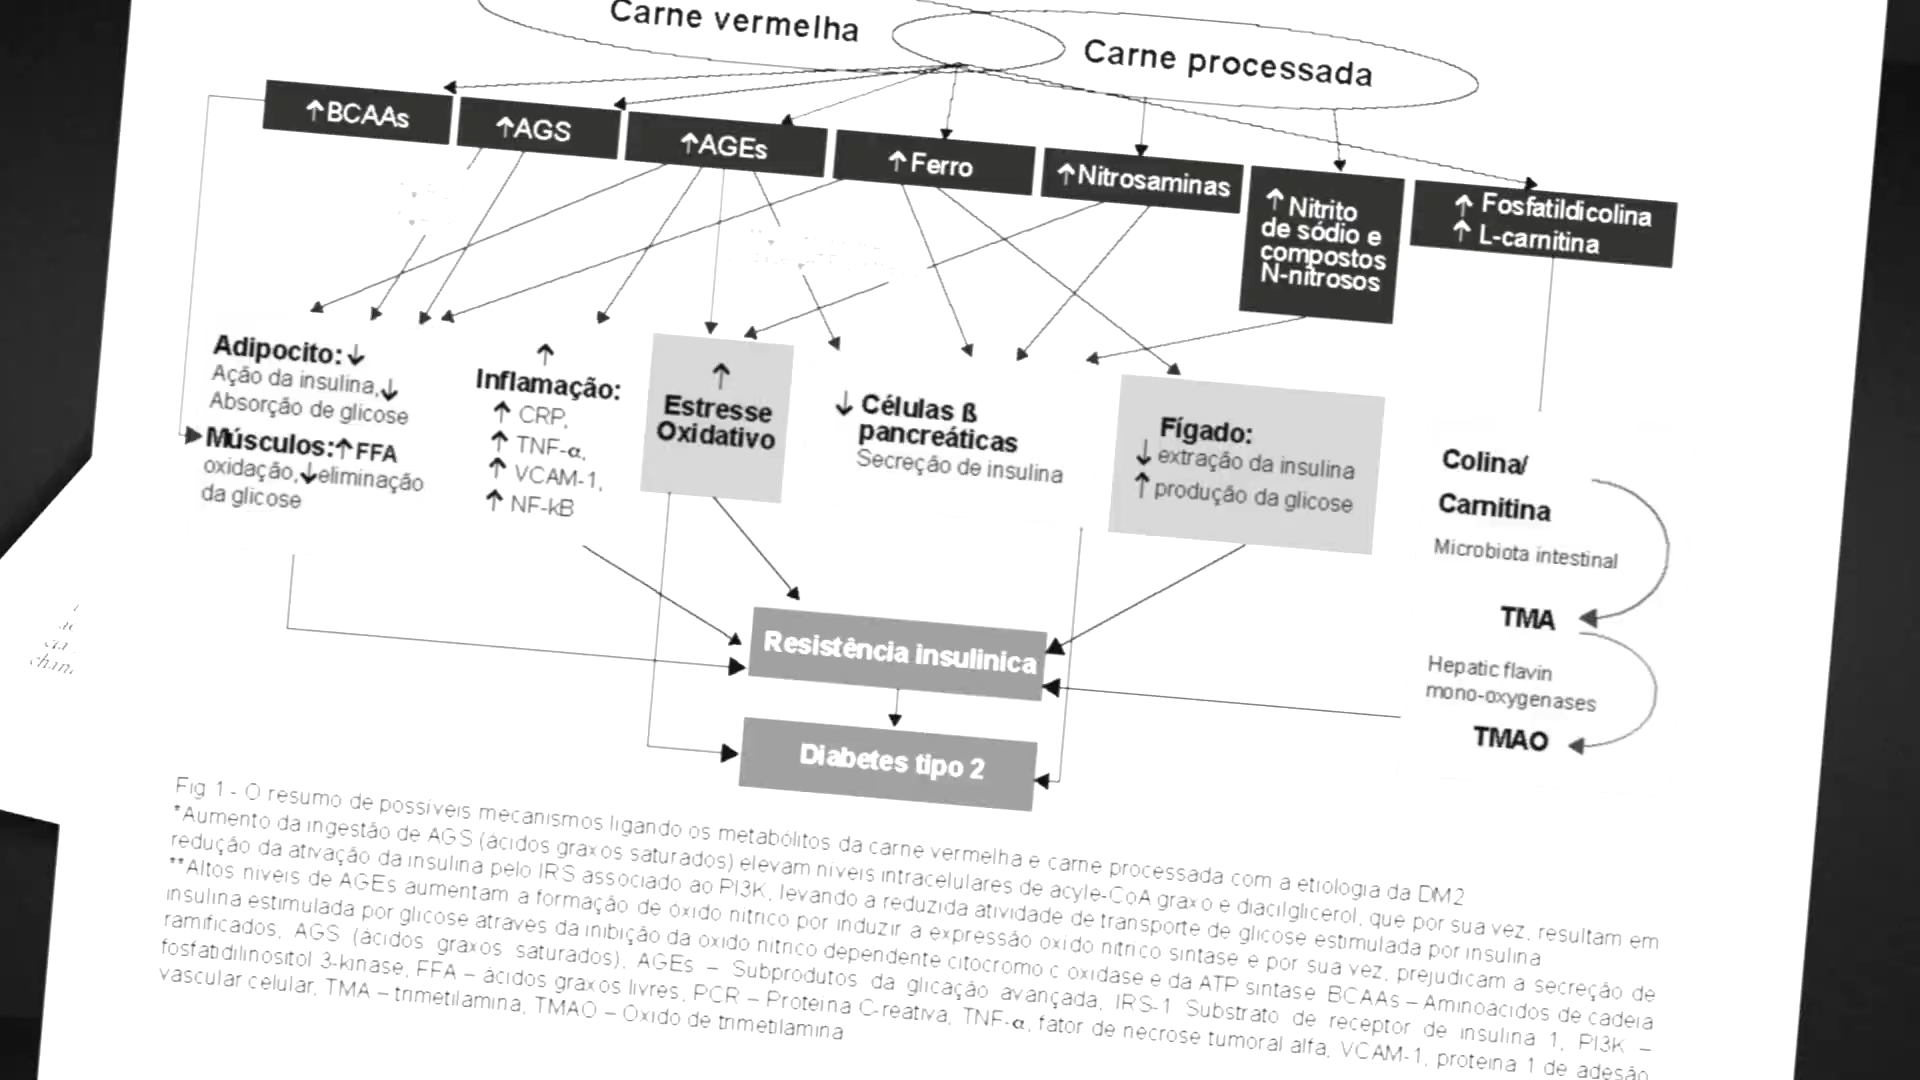 Carne vermelha
Carne processada
↑BCAAs
↑AGS
↑AGEs
↑Ferro
↑Nitrosaminas
↑ Nitrito
de sódio e
compostos
N-nitrosos
↑ Fosfatildicolina
↑ L-carnitina
Adipocito:↓
Ação da insulina,↓
Absorção de glicose
Músculos:↑FFA
oxidação,↓eliminação
da glicose
↑
Inflamação:
↑ CRP,
↑ TNF-α,
↑ VCAM-1,
↑ NF-kB
↑
Estresse
Oxidativo
↓ Células ß
pancreáticas
Secreção de insulina
Fígado:
↓ extração da insulina
↑ produção da glicose
Colina/
Carnitina
Microbiota intestinal
TMA
Hepatic flavin
mono-oxygenases
TMAO
Resistência insulinica
Diabetes tipo 2
Fig 1 - O resumo de possíveis mecanismos ligando os metabólitos da carne vermelha e carne processada com a etiologia da DM2
*Aumento da ingestão de AGS (ácidos graxos saturados) elevam níveis intracelulares de acyle-CoA graxo e diacilglicerol, que por sua vez, resultam em
redução da ativação da insulina pelo IRS associado ao PI3K, levando a reduzida atividade de transporte de glicose estimulada por insulina
**Altos níveis de AGEs aumentam a formação de óxido nítrico por induzir a expressão oxido nítrico sintase e por sua vez, prejudicam a secreção de
insulina estimulada por glicose através da inibição da oxido nítrico dependente citocromo c oxidase e da ATP sintase BCAAs – Aminoácidos de cadeia
ramificados, AGS (ácidos graxos saturados), AGEs – Subprodutos da glicação avançada, IRS-1 Substrato de receptor de insulina 1, PI3K –
fosfatidilinositol 3-kinase, FFA – ácidos graxos livres, PCR – Proteína C-reativa, TNF-α, fator de necrose tumoral alfa, VCAM-1, proteína 1 de adesão
vascular celular, TMA – trimetilamina, TMAO – Oxido de trimetilamina